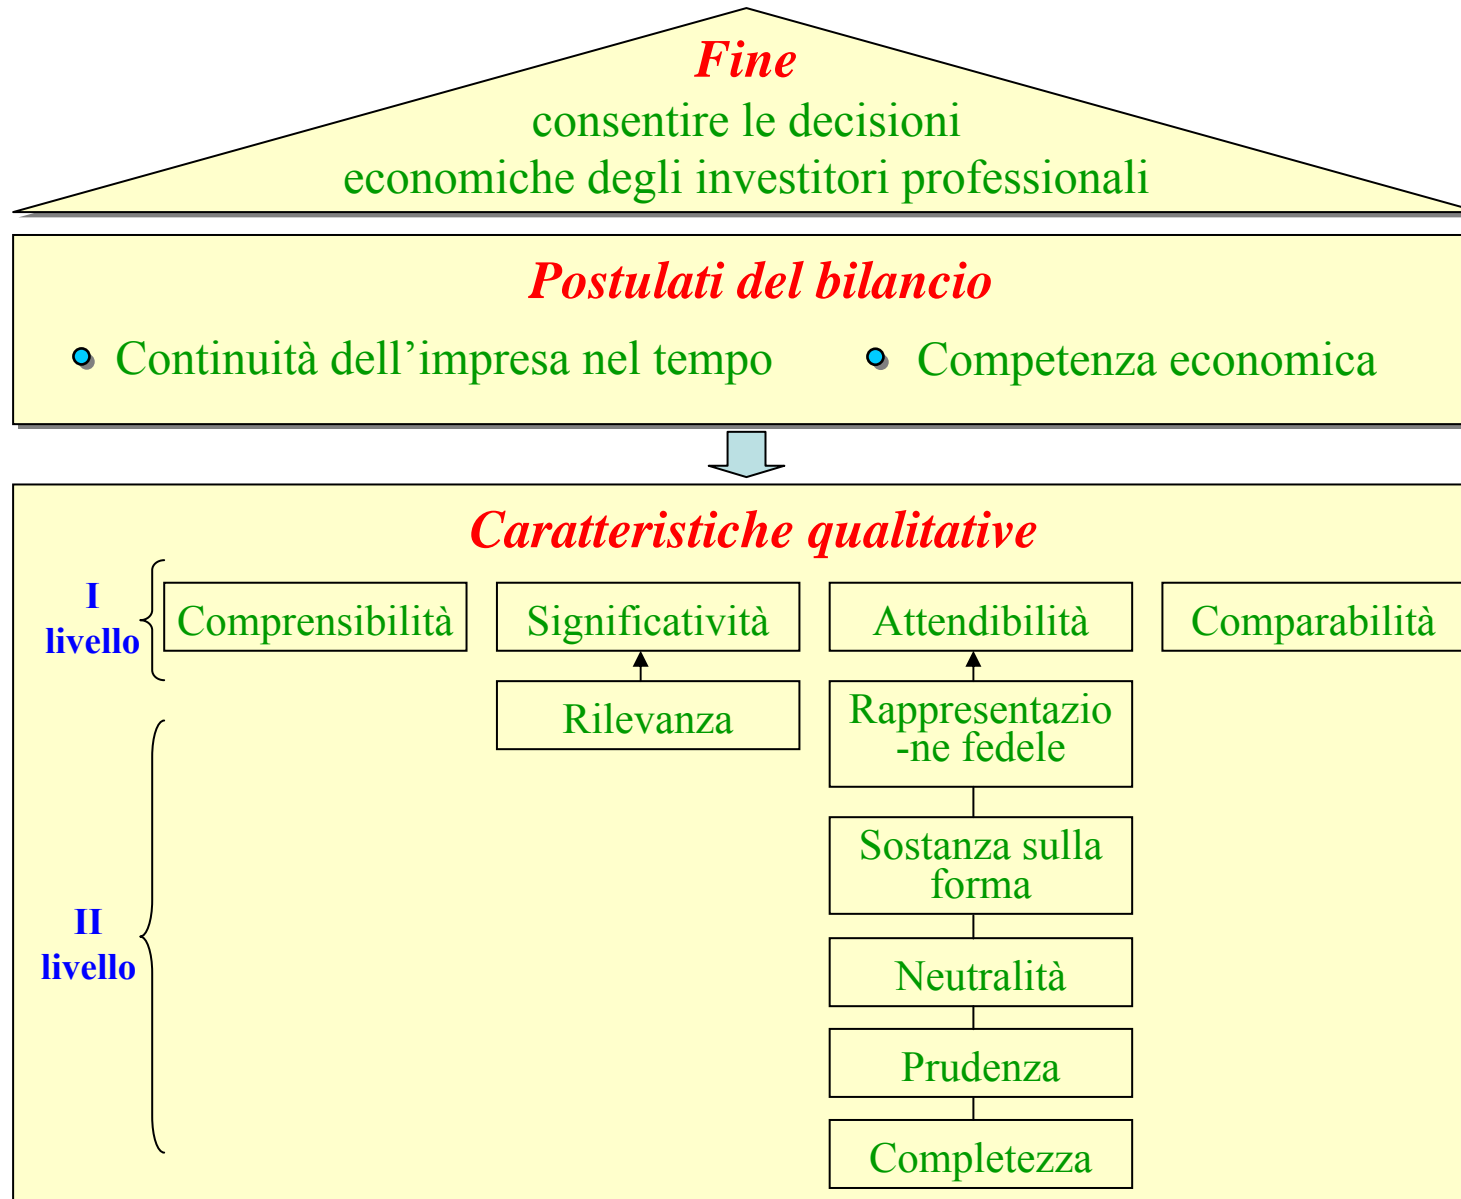 Fine
consentire le decisioni
economiche degli investitori professionali
Postulati del bilancio
Continuità dell’impresa nel tempo
Competenza economica
Caratteristiche qualitative
I
livello
Comprensibilità
Significatività
Attendibilità
Comparabilità
Rilevanza
Rappresentazio
-ne fedele
Sostanza sulla
forma
II
livello
Neutralità
Prudenza
Completezza